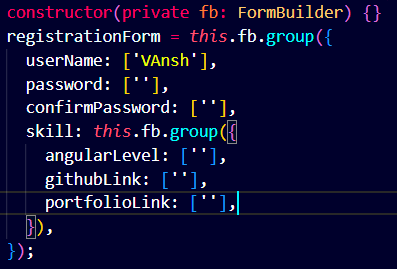 constructor(private fb: FormBuilder) {}
registrationForm = this.fb.group({
  userName: ['VAnsh'],
  password: [''],
  confirmPassword: [''],
  skill: this.fb.group({
    angularLevel: [''],
    githubLink: [''],
    portfolioLink: [''],
  }),
});